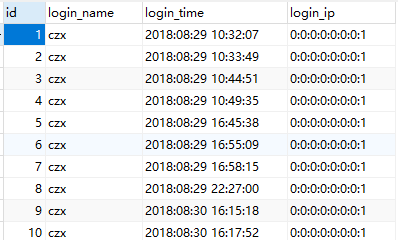 id login_name login_time login_ip
1 czx 2018:08:29 10:32:07 0:0:0:0:0:0:0:1
2 czx 2018:08:29 10:33:49 0:0:0:0:0:0:0:1
3 czx 2018:08:29 10:44:51 0:0:0:0:0:0:0:1
4 czx 2018:08:29 10:49:35 0:0:0:0:0:0:0:1
5 czx 2018:08:29 16:45:38 0:0:0:0:0:0:0:1
6 czx 2018:08:29 16:55:09 0:0:0:0:0:0:0:1
7 czx 2018:08:29 16:58:15 0:0:0:0:0:0:0:1
8 czx 2018:08:29 22:27:00 0:0:0:0:0:0:0:1
9 czx 2018:08:30 16:15:18 0:0:0:0:0:0:0:1
10 czx 2018:08:30 16:17:52 0:0:0:0:0:0:0:1